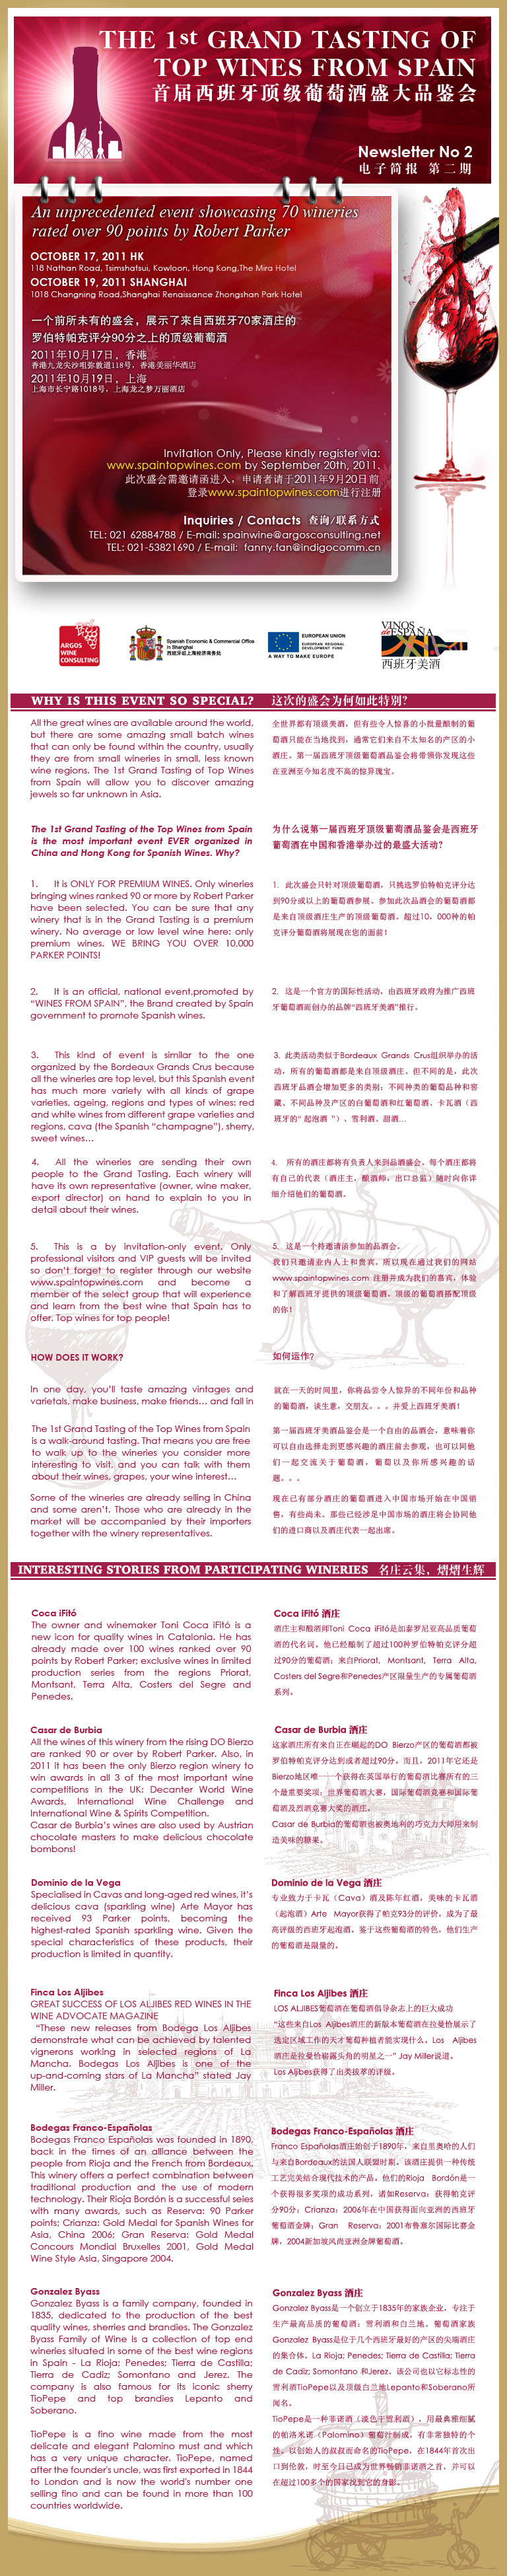 THE 1st GRAND TASTING OF
TOP WINES FROM SPAIN
首届西班牙顶级葡萄酒盛大品鉴会
Newsletter No 2
电子简报 第二期
An unprecedented event showcasing 70 wineries
rated over 90 points by Robert Parker
OCTOBER 17, 2011 HK
118 Nathan Road, Tsimshatsui, Kowloon, Hong Kong,The Mira Hotel
OCTOBER 19, 2011 SHANGHAI
1018 Changning Road,Shanghai Renaissance Zhongshan Park Hotel
一个前所未有的盛会，展示了来自西班牙70家酒庄的
罗伯特帕克评分90分之上的顶级葡萄酒
2011年10月17日，香港
香港九龙尖沙咀弥敦道118号，香港美丽华酒店
2011年10月19日，上海
上海市长宁路1018号，上海龙之梦万丽酒店
Invitation Only, Please kindly register via:
www.spaintopwines.com by September 20th, 2011.
此次盛会需邀请函进入，申请者请于2011年9月20日前
登录www.spaintopwines.com进行注册
Inquiries / Contacts 查询/联系方式
TEL: 021 62884788 / E-mail: spainwine@argosconsulting.net
TEL: 021-53821690 / E-mail: fanny.fan@indigocomm.cn
ARGOS
WINE
CONSULTING
Spanish Economic & Commercial Office
in Shanghai
西班牙驻上海经济商务处
EUROPEAN UNION
EUROPEAN REGIONAL
DEVELOPMENT FUND
A WAY TO MAKE EUROPE
VINOS
de ESPAÑA
西班牙美酒
WHY IS THIS EVENT SO SPECIAL? 这次的盛会为何如此特别?
All the great wines are available around the world,
but there are some amazing small batch wines
that can only be found within the country, usually
they are from small wineries in small, less known
wine regions. The 1st Grand Tasting of Top Wines
from Spain will allow you to discover amazing
jewels so far unknown in Asia.
全世界都有顶级美酒，但有些令人惊喜的小批量酿制的葡
萄酒只能在当地找到，通常它们来自不太知名的产区的小
酒庄。第一届西班牙顶级葡萄酒品鉴会将带领你发现这些
在亚洲至今知名度不高的惊异瑰宝。
The 1st Grand Tasting of the Top Wines from Spain
is the most important event EVER organized in
China and Hong Kong for Spanish Wines. Why?
为什么说第一届西班牙顶级葡萄酒品鉴会是西班牙
葡萄酒在中国和香港举办过的最盛大活动?
1. It is ONLY FOR PREMIUM WINES. Only wineries
bringing wines ranked 90 or more by Robert Parker
have been selected. You can be sure that any
winery that is in the Grand Tasting is a premium
winery. No average or low level wine here: only
premium wines. WE BRING YOU OVER 10,000
PARKER POINTS!
1. 此次盛会只针对顶级葡萄酒，只挑选罗伯特帕克评分达
到90分或以上的葡萄酒参展。参加此次品酒会的葡萄酒都
是来自顶级酒庄生产的顶级葡萄酒。超过10，000种的帕
克评分葡萄酒将展现在您的面前!
2. It is an official, national event,promoted by
“WINES FROM SPAIN”, the Brand created by Spain
government to promote Spanish wines.
2. 这是一个官方的国际性活动，由西班牙政府为推广西班
牙葡萄酒而创办的品牌“西班牙美酒”推行。
3. This kind of event is similar to the one
organized by the Bordeaux Grands Crus because
all the wineries are top level, but this Spanish event
has much more variety with all kinds of grape
varieties, ageing, regions and types of wines: red
and white wines from different grape varieties and
regions, cava (the Spanish “champagne”), sherry,
sweet wines…
3. 此类活动类似于Bordeaux Grands Crus组织举办的活
动，所有的葡萄酒都是来自顶级酒庄。但不同的是，此次
西班牙品酒会增加更多的类别：不同种类的葡萄品种和窖
藏、不同品种及产区的白葡萄酒和红葡萄酒、卡瓦酒（西
班牙的“ 起泡酒 ”）、雪利酒、甜酒…
4. All the wineries are sending their own
people to the Grand Tasting. Each winery will
have its own representative (owner, wine maker,
export director) on hand to explain to you in
detail about their wines.
4. 所有的酒庄都将有负责人来到品酒盛会。每个酒庄都将
有自己的代表（酒庄主，酿酒师，出口总监）随时向你详
细介绍他们的葡萄酒。
5. This is a by invitation-only event. Only
professional visitors and VIP guests will be invited
so don’t forget to register through our website
www.spaintopwines.com and become a
member of the select group that will experience
and learn from the best wine that Spain has to
offer. Top wines for top people!
5. 这是一个持邀请函参加的品酒会。
我们只邀请业内人士和贵宾。所以现在通过我们的网站
www.spaintopwines.com 注册并成为我们的嘉宾，体验
和了解西班牙提供的顶级葡萄酒。顶级的葡萄酒搭配顶级
的你!
HOW DOES IT WORK?
如何运作?
In one day, you’ll taste amazing vintages and
varietals, make business, make friends… and fall in
就在一天的时间里，你将品尝令人惊异的不同年份和品种
的葡萄酒，谈生意，交朋友。。。并爱上西班牙美酒!
The 1st Grand Tasting of the Top Wines from Spain
is a walk-around tasting. That means you are free
to walk up to the wineries you consider more
interesting to visit, and you can talk with them
about their wines, grapes, your wine interest…
第一届西班牙美酒品鉴会是一个自由的品酒会，意味着你
可以自由选择走到更感兴趣的酒庄前去参观，也可以同他
们一起交流关于葡萄酒，葡萄以及你所感兴趣的话
题。。。
Some of the wineries are already selling in China
and some aren’t. Those who are already in the
market will be accompanied by their importers
together with the winery representatives.
现在已有部分酒庄的葡萄酒进入中国市场开始在中国销
售，有些尚未。那些已经涉足中国市场的酒庄将会协同他
们的进口商以及酒庄代表一起出席。
INTERESTING STORIES FROM PARTICIPATING WINERIES 名庄云集，熠熠生辉
Coca iFitó
The owner and winemaker Toni Coca iFitó is a
new icon for quality wines in Catalonia. He has
already made over 100 wines ranked over 90
points by Robert Parker; exclusive wines in limited
production series from the regions Priorat,
Montsant, Terra Alta, Costers del Segre and
Penedes.
Coca iFitó 酒庄
酒庄主和酿酒师Toni Coca iFitó是加泰罗尼亚高品质葡萄
酒的代名词。他已经酿制了超过100种罗伯特帕克评分超
过90分的葡萄酒；来自Priorat, Montsant, Terra Alta,
Costers del Segre和Penedes产区限量生产的专属葡萄酒
系列。
Casar de Burbia
All the wines of this winery from the rising DO Bierzo
are ranked 90 or over by Robert Parker. Also, in
2011 it has been the only Bierzo region winery to
win awards in all 3 of the most important wine
competitions in the UK: Decanter World Wine
Awards, International Wine Challenge and
International Wine & Spirits Competition.
Casar de Burbia’s wines are also used by Austrian
chocolate masters to make delicious chocolate
bombons!
Casar de Burbia 酒庄
这家酒庄所有来自正在崛起的DO Bierzo产区的葡萄酒都被
罗伯特帕克评分达到或者超过90分。而且，2011年它还是
Bierzo地区唯一一个获得在英国举行的葡萄酒比赛所有的三
个最重要奖项：世界葡萄酒大赛，国际葡萄酒竞赛和国际葡
萄酒及烈酒竞赛大奖的酒庄。
Casar de Burbia的葡萄酒也被奥地利的巧克力大师用来制
造美味的糖果。
Dominio de la Vega
Specialised in Cavas and long-aged red wines, it’s
delicious cava (sparkling wine) Arte Mayor has
received 93 Parker points, becoming the
highest-rated Spanish sparkling wine. Given the
special characteristics of these products, their
production is limited in quantity.
Dominio de la Vega 酒庄
专业致力于卡瓦（Cava）酒及陈年红酒，美味的卡瓦酒
（起泡酒）Arte Mayor获得了帕克93分的评价，成为了最
高评级的西班牙起泡酒。鉴于这些葡萄酒的特色，他们生产
的葡萄酒是限量的。
Finca Los Aljibes
GREAT SUCCESS OF LOS ALJIBES RED WINES IN THE
WINE ADVOCATE MAGAZINE
“These new releases from Bodega Los Aljibes
demonstrate what can be achieved by talented
vignerons working in selected regions of La
Mancha. Bodegas Los Aljibes is one of the
up-and-coming stars of La Mancha” stated Jay
Miller.
Finca Los Aljibes 酒庄
LOS ALJIBES葡萄酒在葡萄酒倡导杂志上的巨大成功
“这些来自Los Aljibes酒庄的新版本葡萄酒在拉曼恰展示了
选定区域工作的天才葡萄种植者能实现什么。Los Aljibes
酒庄是拉曼恰崭露头角的明星之一” Jay Miller说道。
Los Aljibes获得了出类拔萃的评级。
Bodegas Franco-Españolas
Bodegas Franco Españolas was founded in 1890,
back in the times of an alliance between the
people from Rioja and the French from Bordeaux.
This winery offers a perfect combination between
traditional production and the use of modern
technology. Their Rioja Bordón is a successful seies
with many awards, such as Reserva: 90 Parker
points; Crianza: Gold Medal for Spanish Wines for
Asia, China 2006; Gran Reserva: Gold Medal
Concours Mondial Bruxelles 2001, Gold Medal
Wine Style Asia, Singapore 2004.
Bodegas Franco-Españolas 酒庄
Franco Españolas酒庄始创于1890年，来自里奥哈的人们
与来自Bordeaux的法国人联盟时期，该酒庄提供一种传统
工艺完美结合现代技术的产品，他们的Rioja Bordón是一
个获得很多奖项的成功系列，诸如Reserva：获得帕克评
分90分；Crianza：2006年在中国获得面向亚洲的西班牙
葡萄酒金牌；Gran Reserva：2001布鲁塞尔国际比赛金
牌，2004新加坡风尚亚洲金牌葡萄酒。
Gonzalez Byass
Gonzalez Byass is a family company, founded in
1835, dedicated to the production of the best
quality wines, sherries and brandies. The Gonzalez
Byass Family of Wine is a collection of top end
wineries situated in some of the best wine regions
in Spain - La Rioja; Penedes; Tierra de Castilla;
Tierra de Cadiz; Somontano and Jerez. The
company is also famous for its iconic sherry
TioPepe and top brandies Lepanto and
Soberano.
Gonzalez Byass 酒庄
Gonzalez Byass是一个创立于1835年的家族企业，专注于
生产最高品质的葡萄酒：雪利酒和白兰地。葡萄酒家族
Gonzalez Byass是位于几个西班牙最好的产区的尖端酒庄
的集合体。La Rioja; Penedes; Tierra de Castilla; Tierra
de Cadiz; Somontano 和Jerez。该公司也以它标志性的
雪利酒TioPepe以及顶级白兰地Lepanto和Soberano所
闻名。
TioPepe is a fino wine made from the most
delicate and elegant Palomino must and which
has a very unique character. TioPepe, named
after the founder's uncle, was first exported in 1844
to London and is now the world's number one
selling fino and can be found in more than 100
countries worldwide.
TioPepe是一种菲诺酒（淡色干雪利酒），用最典雅细腻
的帕洛米诺（Palomino）葡萄汁制成，有非常独特的个
性。以创始人的叔叔而命名的TioPepe，在1844年首次出
口到伦敦，时至今日已成为世界畅销菲诺酒之首，并可以
在超过100多个的国家找到它的身影。